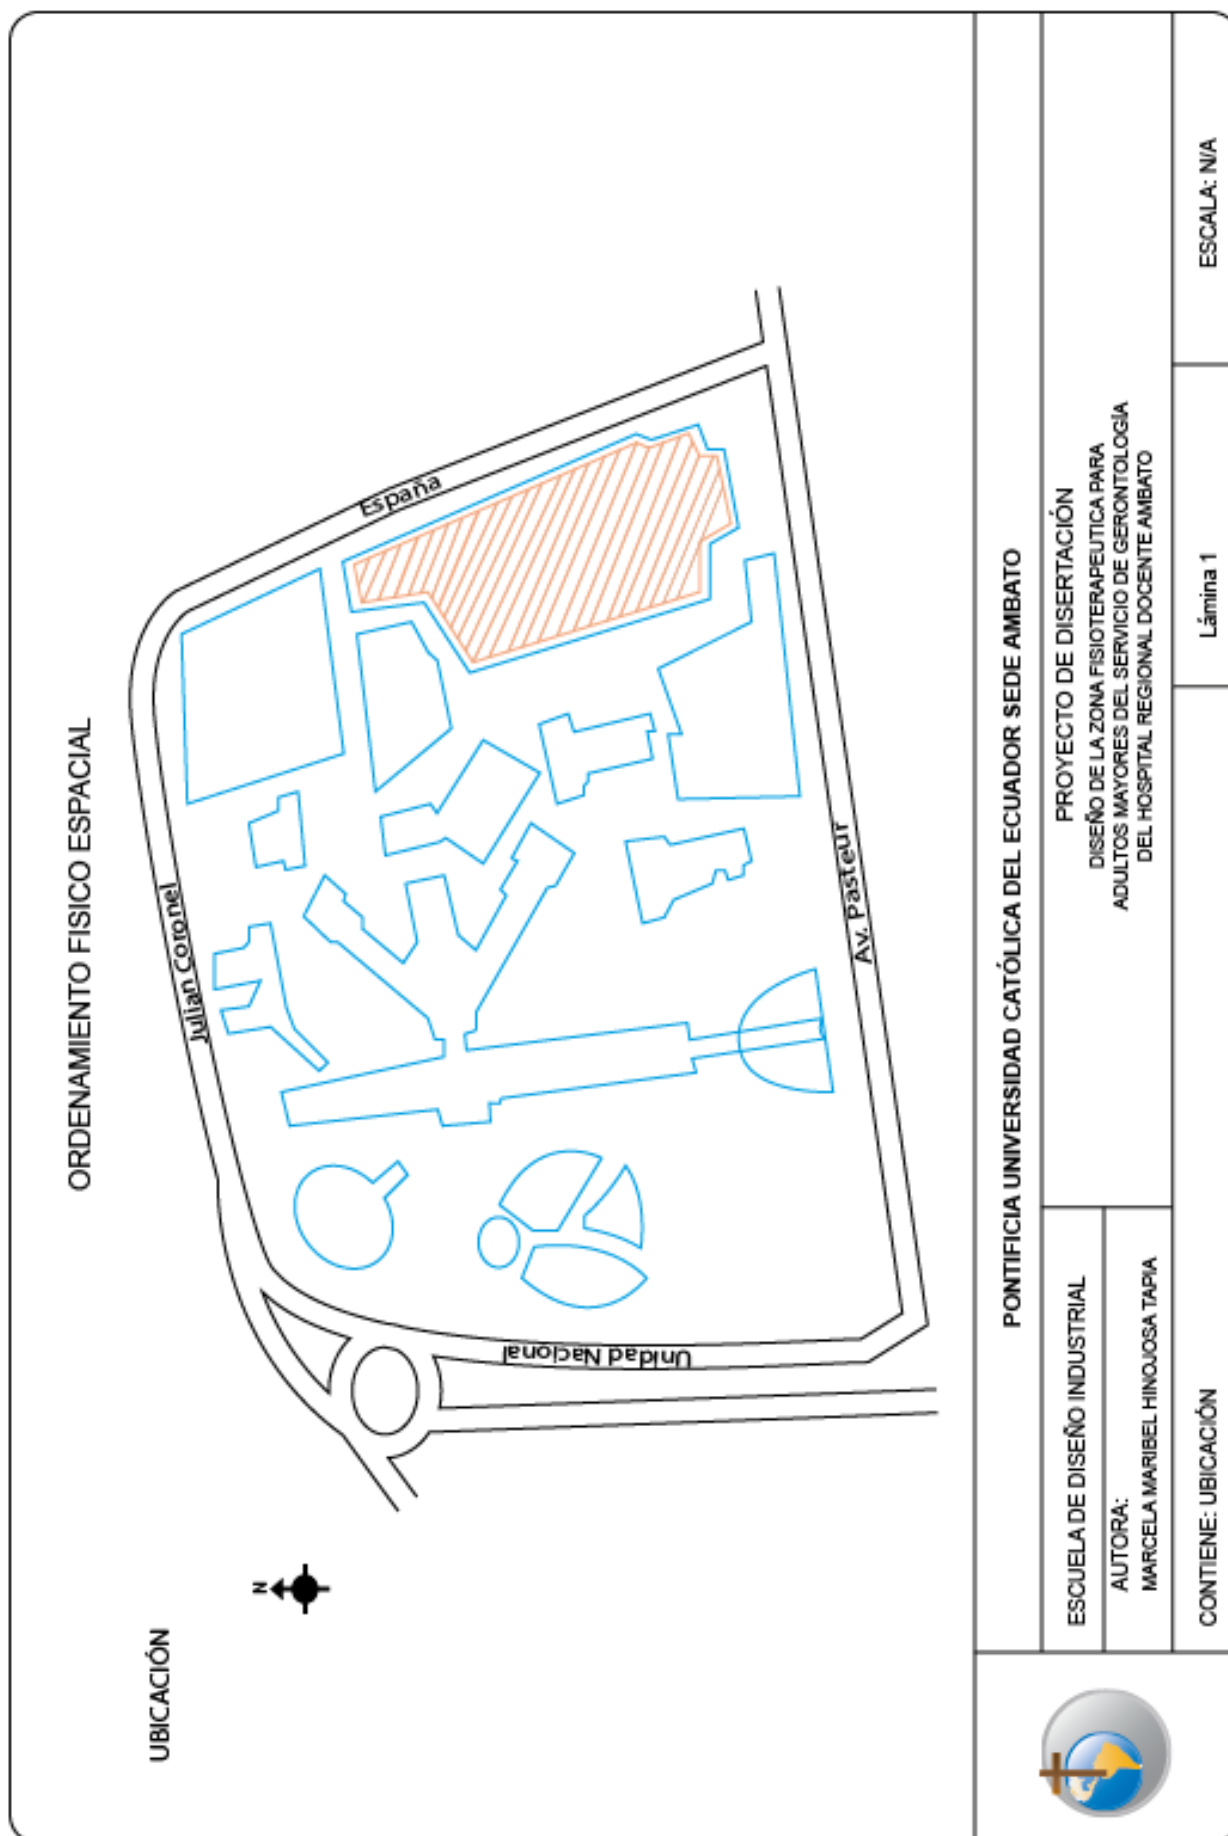 ORDENAMIENTO FISICO ESPACIAL
UBICACIÓN
N
Julian Coronel
España
Unidad Nacional
Av. Pasteur
PONTIFICIA UNIVERSIDAD CATÓLICA DEL ECUADOR SEDE AMBATO
ESCUELA DE DISEÑO INDUSTRIAL
AUTORA:
MARCELA MARIBEL HINOJOSA TAPIA
PROYECTO DE DISERTACIÓN
DISEÑO DE LA ZONA FISIOTERAPEUTICA PARA
ADULTOS MAYORES DEL SERVICIO DE GERONTOLOGÍA
DEL HOSPITAL REGIONAL DOCENTE AMBATO
CONTIENE: UBICACIÓN
Lámina 1
ESCALA: N/A